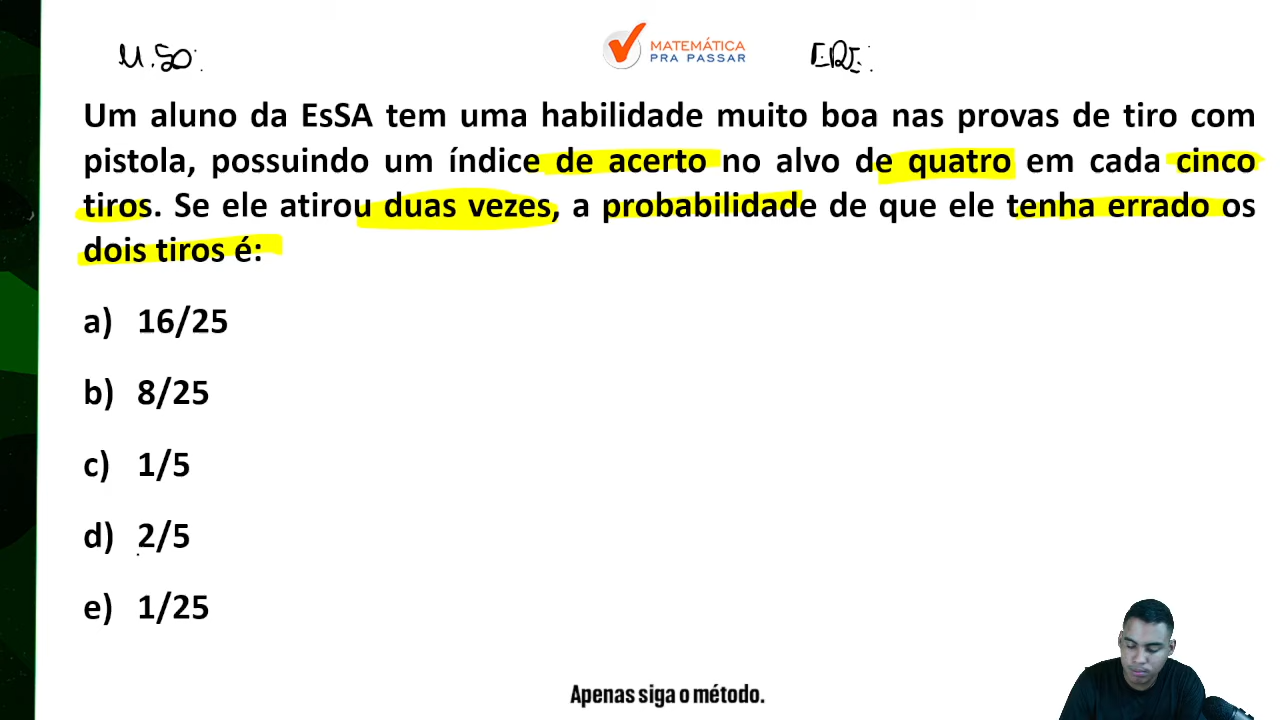 M.SO:
MATEMÁTICA
PRA PASSAR
Um aluno da EsSA tem uma habilidade muito boa nas provas de tiro com
pistola, possuindo um índice de acerto no alvo de quatro em cada cinco
tiros. Se ele atirou duas vezes, a probabilidade de que ele tenha errado os
dois tiros é:
a) 16/25
b) 8/25
c) 1/5
d) 2/5
e) 1/25
Apenas siga o método.